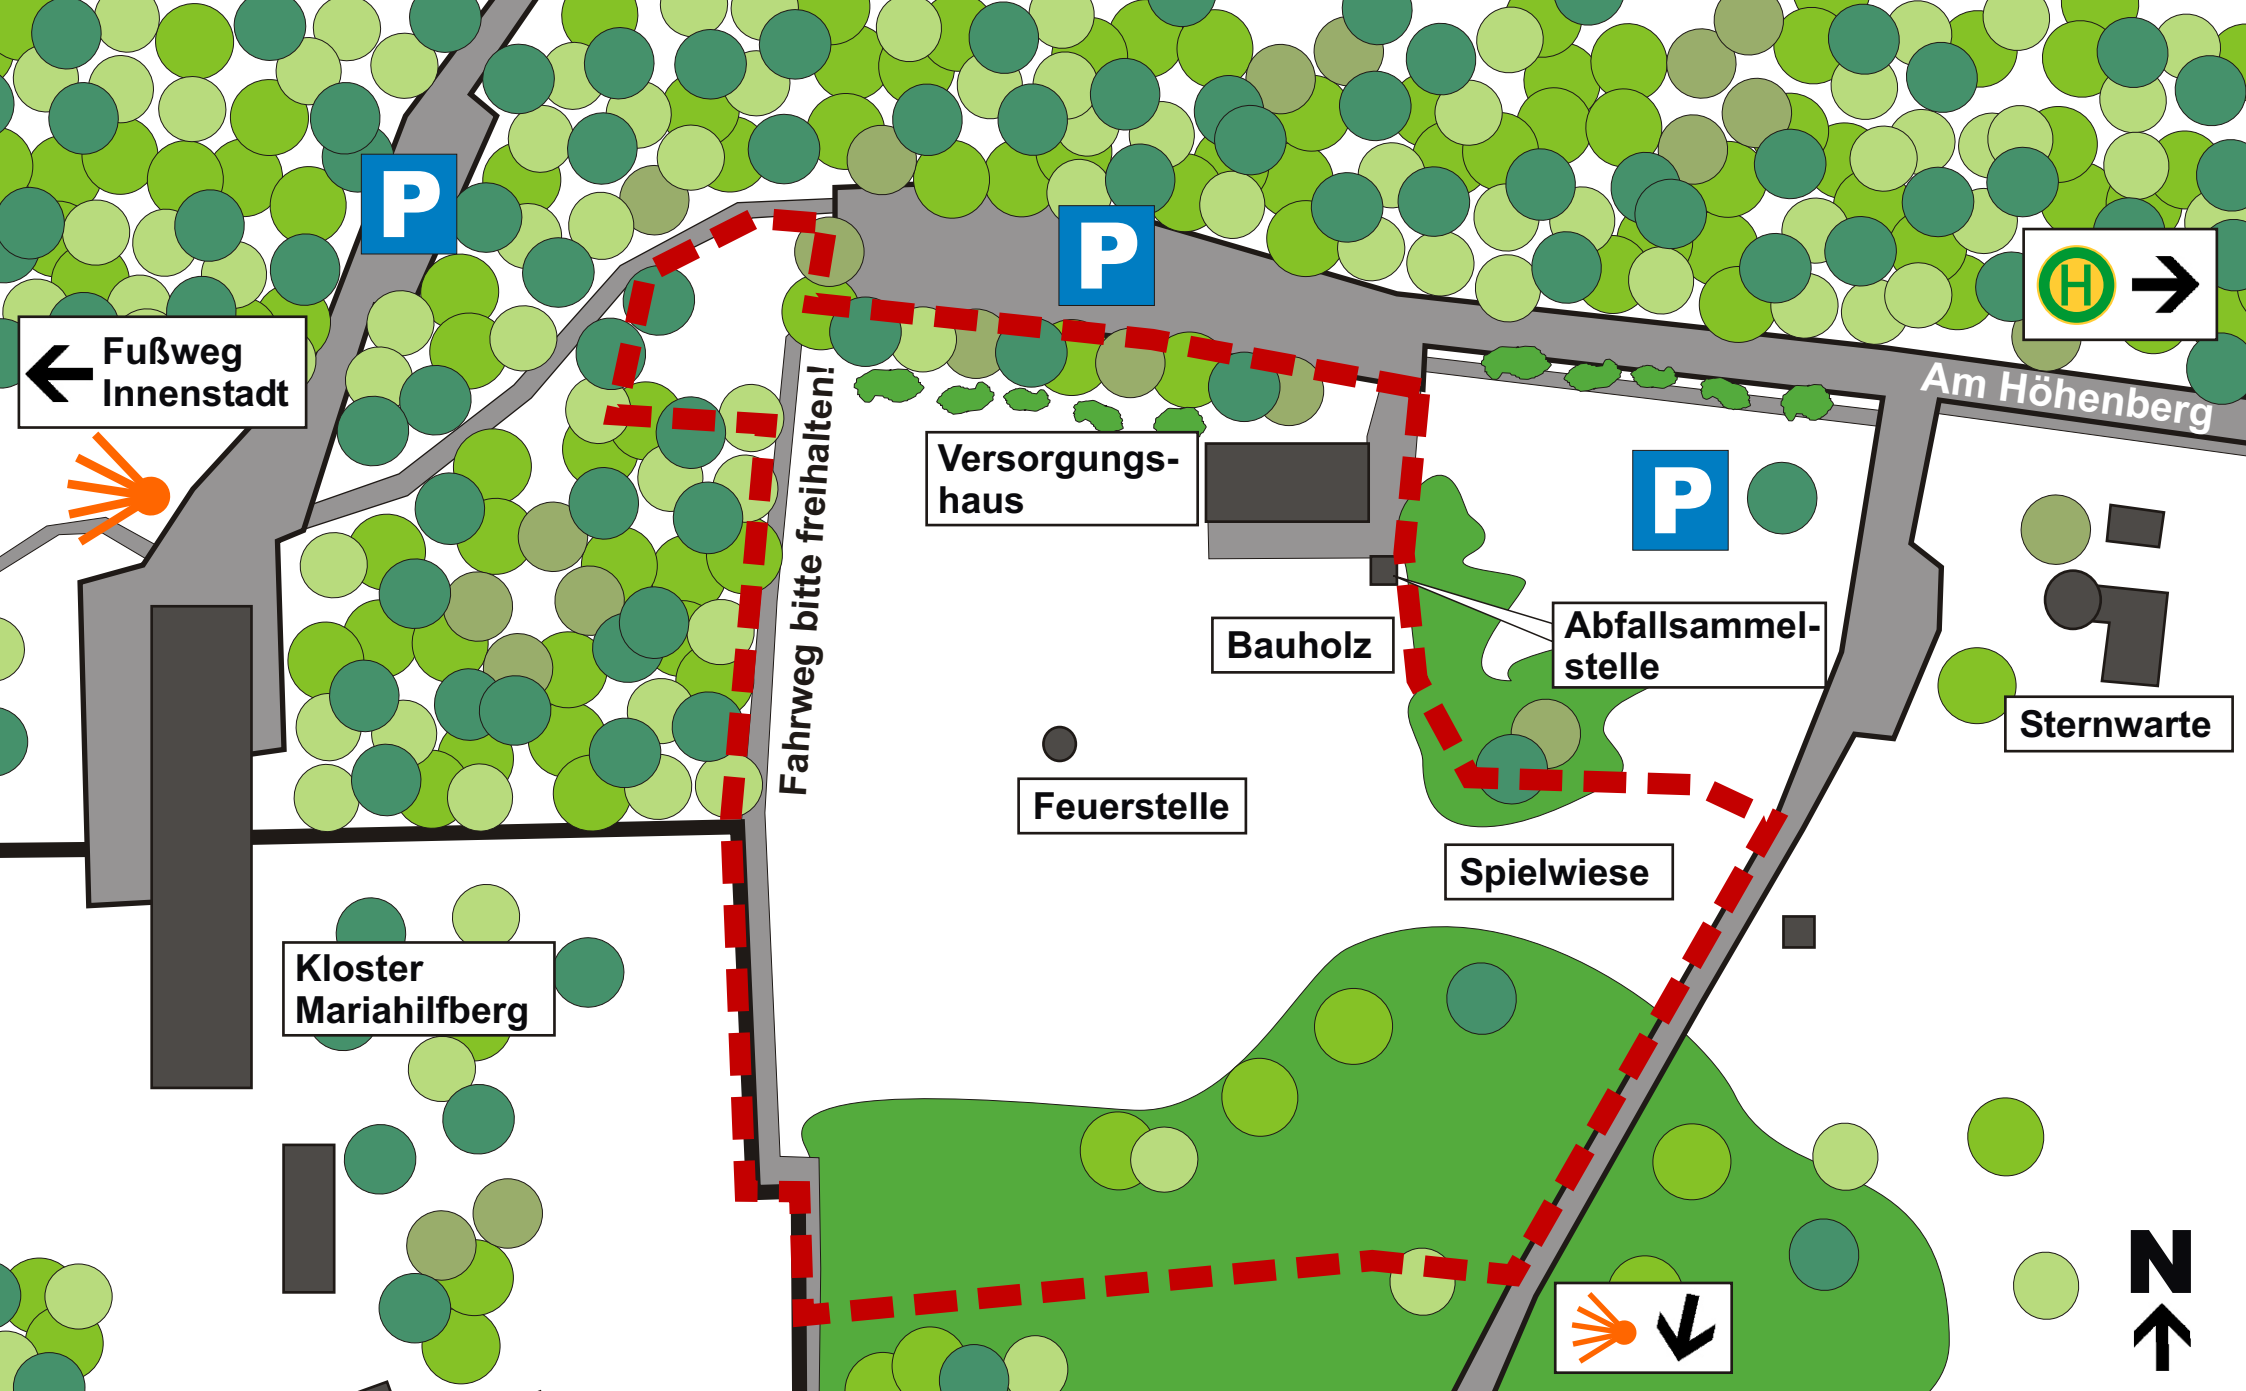 P
P
H
Fußweg
Innenstadt
Am Höhenberg
Fahrweg bitte freihalten!
Versorgungs-
haus
P
Bauholz
Abfallsammel-
stelle
Sternwarte
Feuerstelle
Spielwiese
Kloster
Mariahilfberg
N